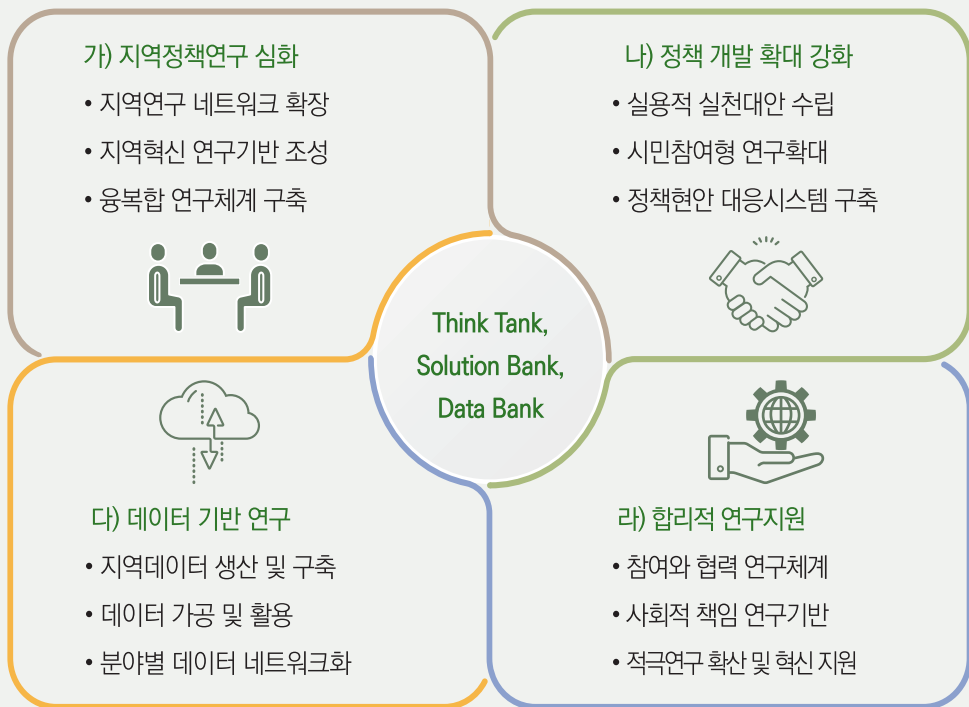 가) 지역정책연구 심화
• 지역연구 네트워크 확장
• 지역혁신 연구기반 조성
• 융복합 연구체계 구축
나) 정책 개발 확대 강화
• 실용적 실천대안 수립
• 시민참여형 연구확대
• 정책현안 대응시스템 구축
Think Tank,
Solution Bank,
Data Bank
다) 데이터 기반 연구
• 지역데이터 생산 및 구축
• 데이터 가공 및 활용
• 분야별 데이터 네트워크화
라) 합리적 연구지원
• 참여와 협력 연구체계
• 사회적 책임 연구기반
• 적극연구 확산 및 혁신 지원